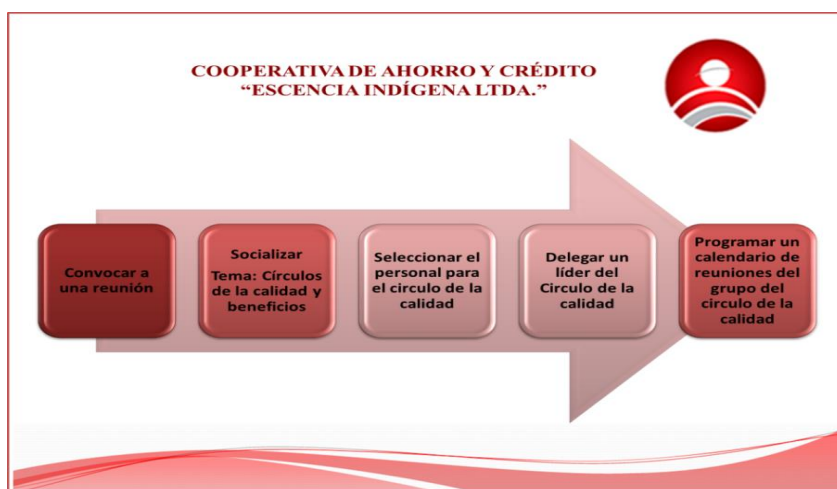 COOPERATIVA DE AHORRO Y CRÉDITO
“ESCENCIA INDÍGENA LTDA.”
Convocar a
una reunión
Socializar
Tema: Círculos
de la calidad y
beneficios
Seleccionar el
personal para
el circulo de la
calidad
Delegar un
líder del
Circulo de la
calidad
Programar un
calendario de
reuniones del
grupo del
circulo de la
calidad